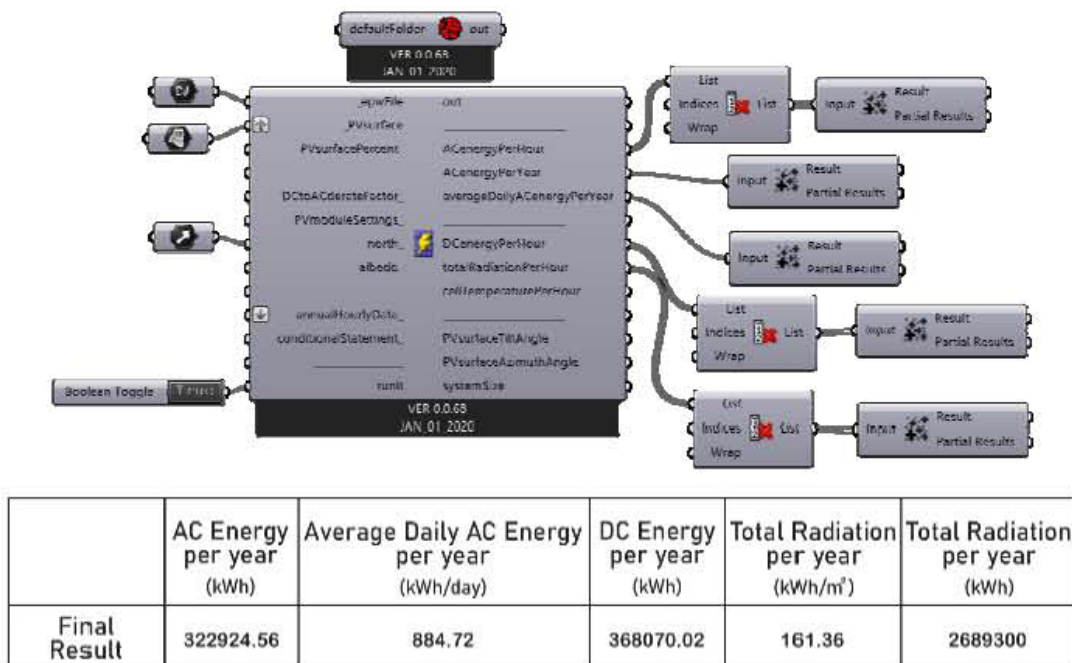 defaultFolder out
VER 0.0.68
JAN_01_2020
_epwFile out
_PVsurface
PVsurfacePercent_ ACenergyPerHour
ACenergyPerYear
DCtoACderateFactor_ averageDailyACenergyPerYear
PVmoduleSettings_
north_ DCenergyPerHour
albedo_ totalRadiationPerHour
cellTemperaturePerHour
annualHourlyData_
conditionalStatement_ PVsurfaceTiltAngle
PVsurfaceAzimuthAngle
runIt systemSize
VER 0.0.68
JAN_01_2020
Boolean Toggle True
List
Indices List
Wrap
Input Result
Partial Results
Input Result
Partial Results
Input Result
Partial Results
List
Indices List
Wrap
Input Result
Partial Results
List
Indices List
Wrap
Input Result
Partial Results
AC Energy per year (kWh)
Average Daily AC Energy per year (kWh/day)
DC Energy per year (kWh)
Total Radiation per year (kWh/m²)
Total Radiation per year (kWh)
Final Result
322924.56 884.72 368070.02 161.36 2689300